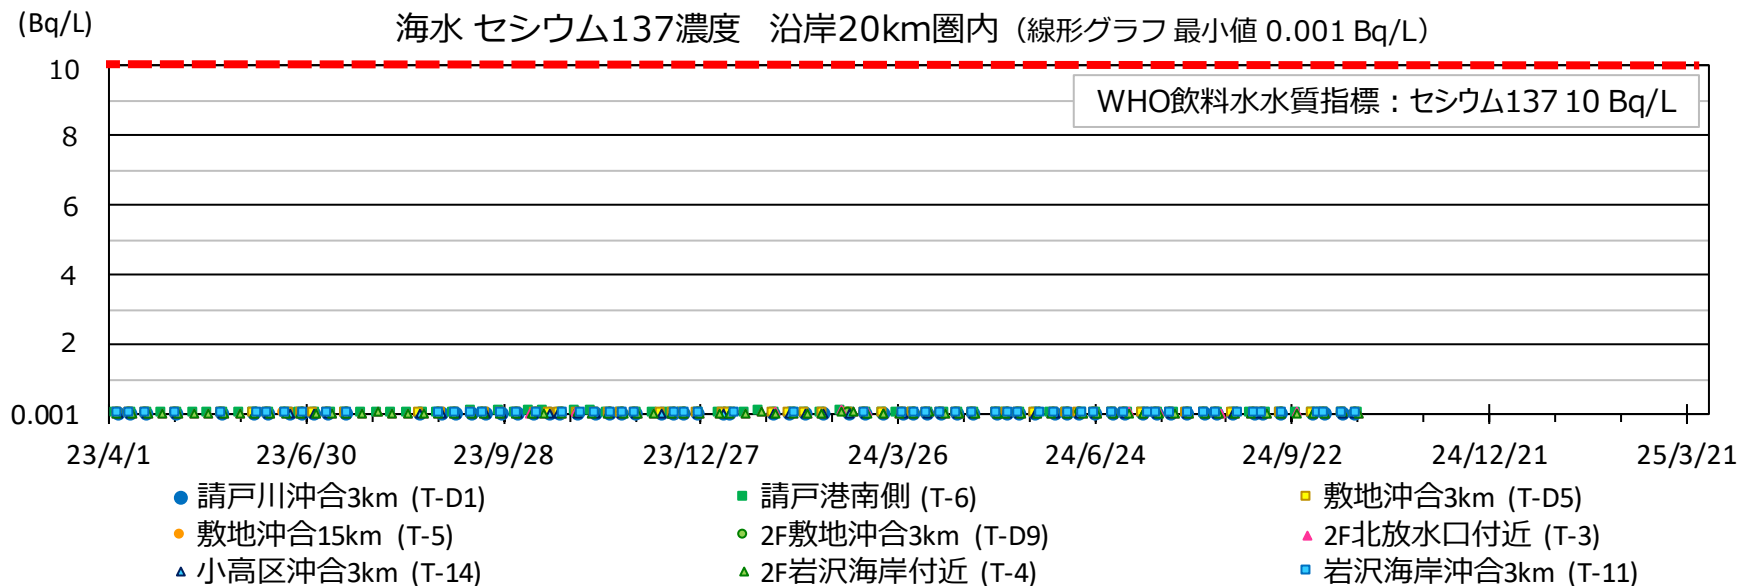 (Bq/L)
海水 セシウム137濃度 沿岸20km圏内（線形グラフ 最小値 0.001 Bq/L）
10
WHO飲料水水質指標：セシウム137 10 Bq/L
8
6
4
2
0.001
23/4/1 23/6/30 23/9/28 23/12/27 24/3/26 24/6/24 24/9/22 24/12/21 25/3/21
請戸川沖合3km (T-D1) 請戸港南側 (T-6) 敷地沖合3km (T-D5)
敷地沖合15km (T-5) 2F敷地沖合3km (T-D9) 2F北放水口付近 (T-3)
小高区沖合3km (T-14) 2F岩沢海岸付近 (T-4) 岩沢海岸沖合3km (T-11)